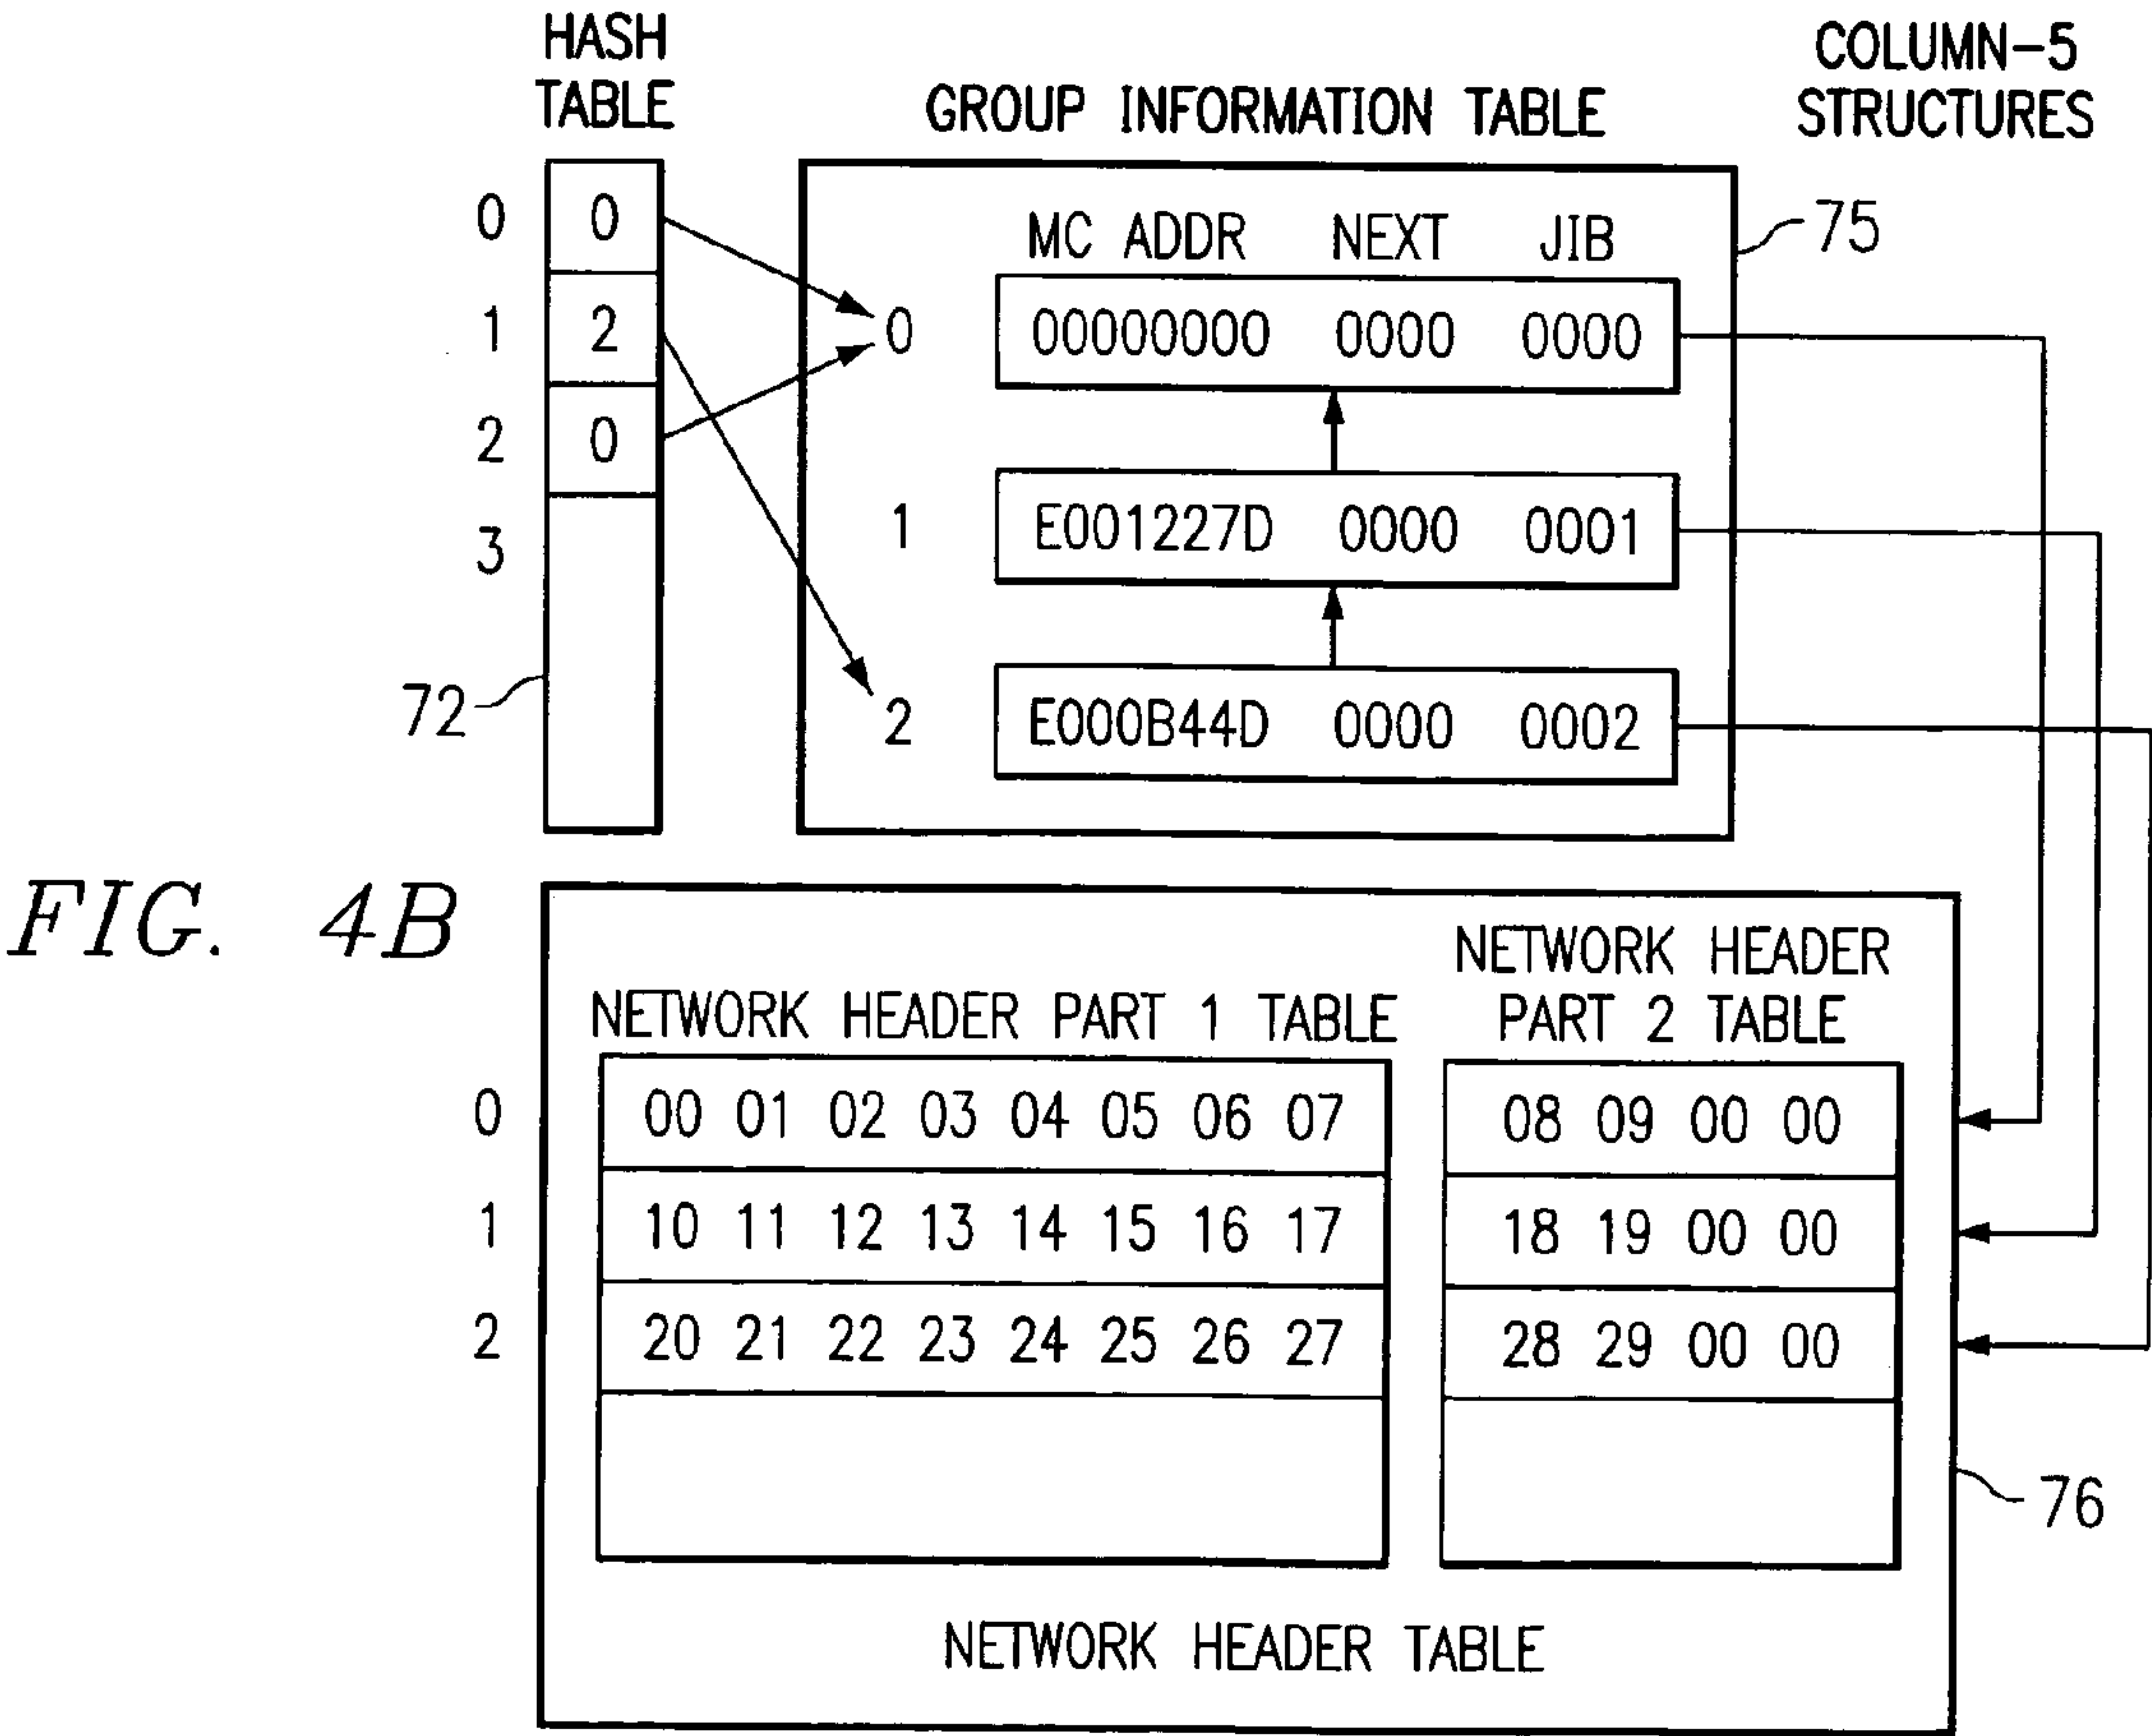 HASH
TABLE
GROUP INFORMATION TABLE
COLUMN-5
STRUCTURES
0 0
1 2
2 0
3
72
MC ADDR NEXT JIB
75
0 00000000 0000 0000
1 E001227D 0000 0001
2 E000B44D 0000 0002
FIG. 4B
NETWORK HEADER PART 1 TABLE
NETWORK HEADER
PART 2 TABLE
0 00 01 02 03 04 05 06 07 08 09 00 00
1 10 11 12 13 14 15 16 17 18 19 00 00
2 20 21 22 23 24 25 26 27 28 29 00 00
76
NETWORK HEADER TABLE